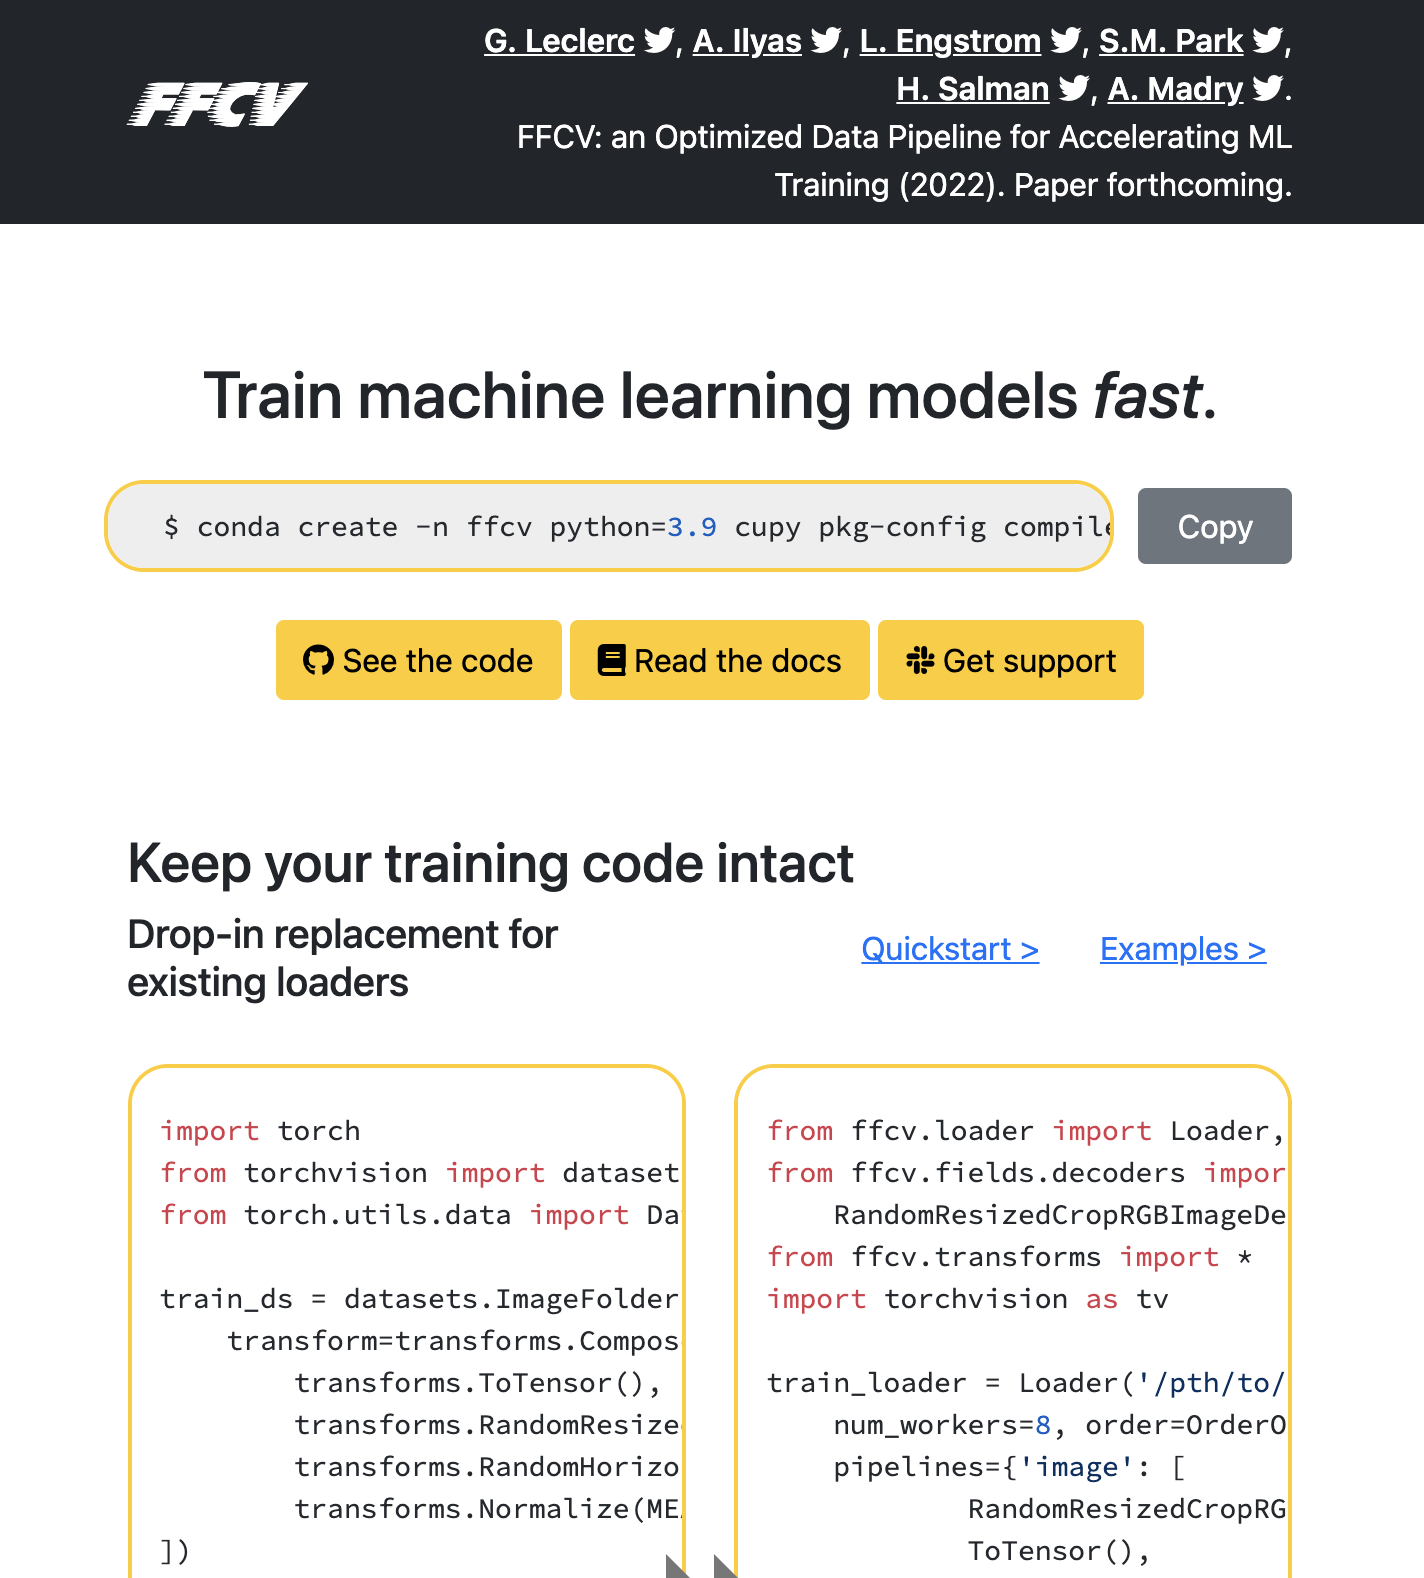 G. Leclerc, A. Ilyas, L. Engstrom, S.M. Park,
H. Salman, A. Madry.
FFCV
FFCV: an Optimized Data Pipeline for Accelerating ML
Training (2022). Paper forthcoming.
Train machine learning models fast.
$ conda create -n ffcv python=3.9 cupy pkg-config compile
Copy
See the code
Read the docs
Get support
Keep your training code intact
Drop-in replacement for
existing loaders
Quickstart >
Examples >
import torch
from torchvision import dataset
from torch.utils.data import Da

train_ds = datasets.ImageFolder
    transform=transforms.Compos
        transforms.ToTensor(),
        transforms.RandomResize
        transforms.RandomHorizo
        transforms.Normalize(ME
])
from ffcv.loader import Loader,
from ffcv.fields.decoders impor
    RandomResizedCropRGBImageDe
from ffcv.transforms import *
import torchvision as tv

train_loader = Loader('/pth/to/
    num_workers=8, order=OrderO
    pipelines={'image': [
            RandomResizedCropRG
            ToTensor(),